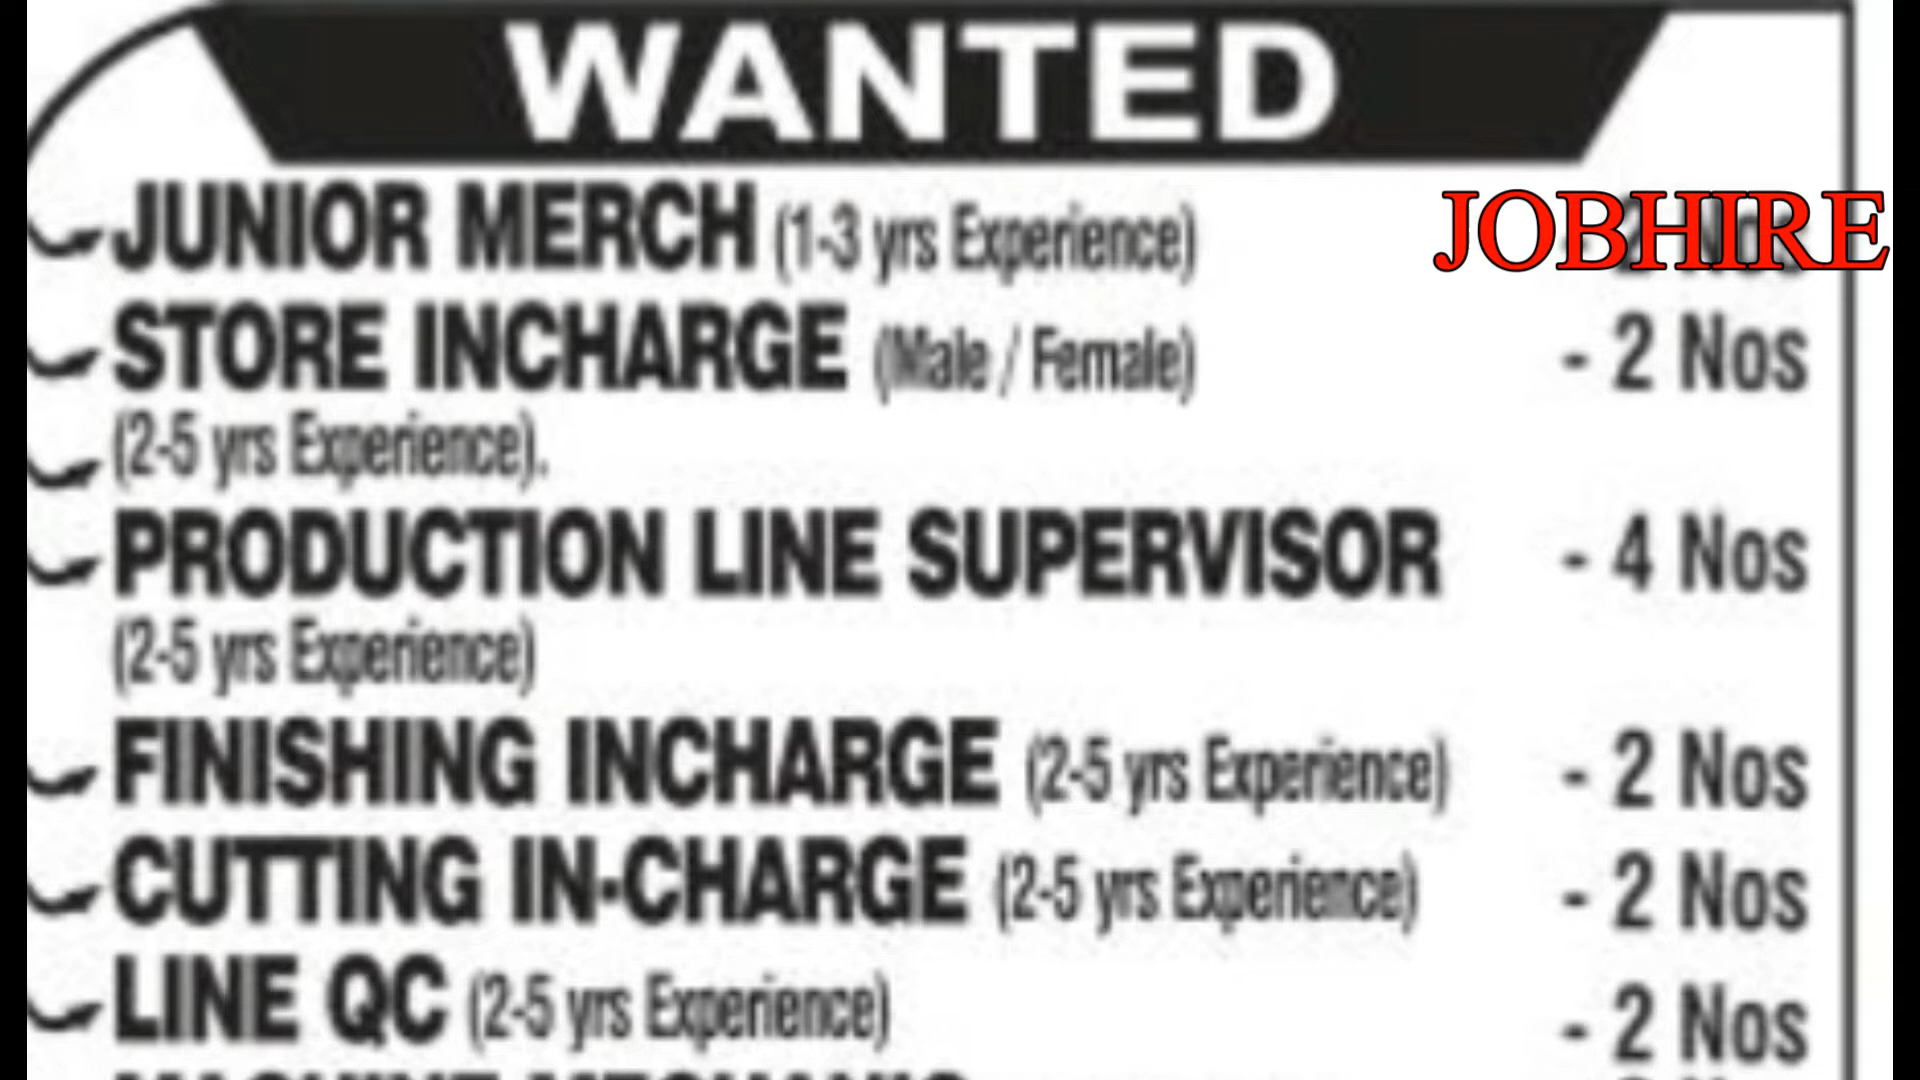 WANTED
JUNIOR MERCH (1-3 yrs Experience) JOBHIRE
STORE INCHARGE (Male / Female) - 2 Nos
(2-5 yrs Experience).
PRODUCTION LINE SUPERVISOR - 4 Nos
(2-5 yrs Experience)
FINISHING INCHARGE (2-5 yrs Experience) - 2 Nos
CUTTING IN-CHARGE (2-5 yrs Experience) - 2 Nos
LINE QC (2-5 yrs Experience) - 2 Nos